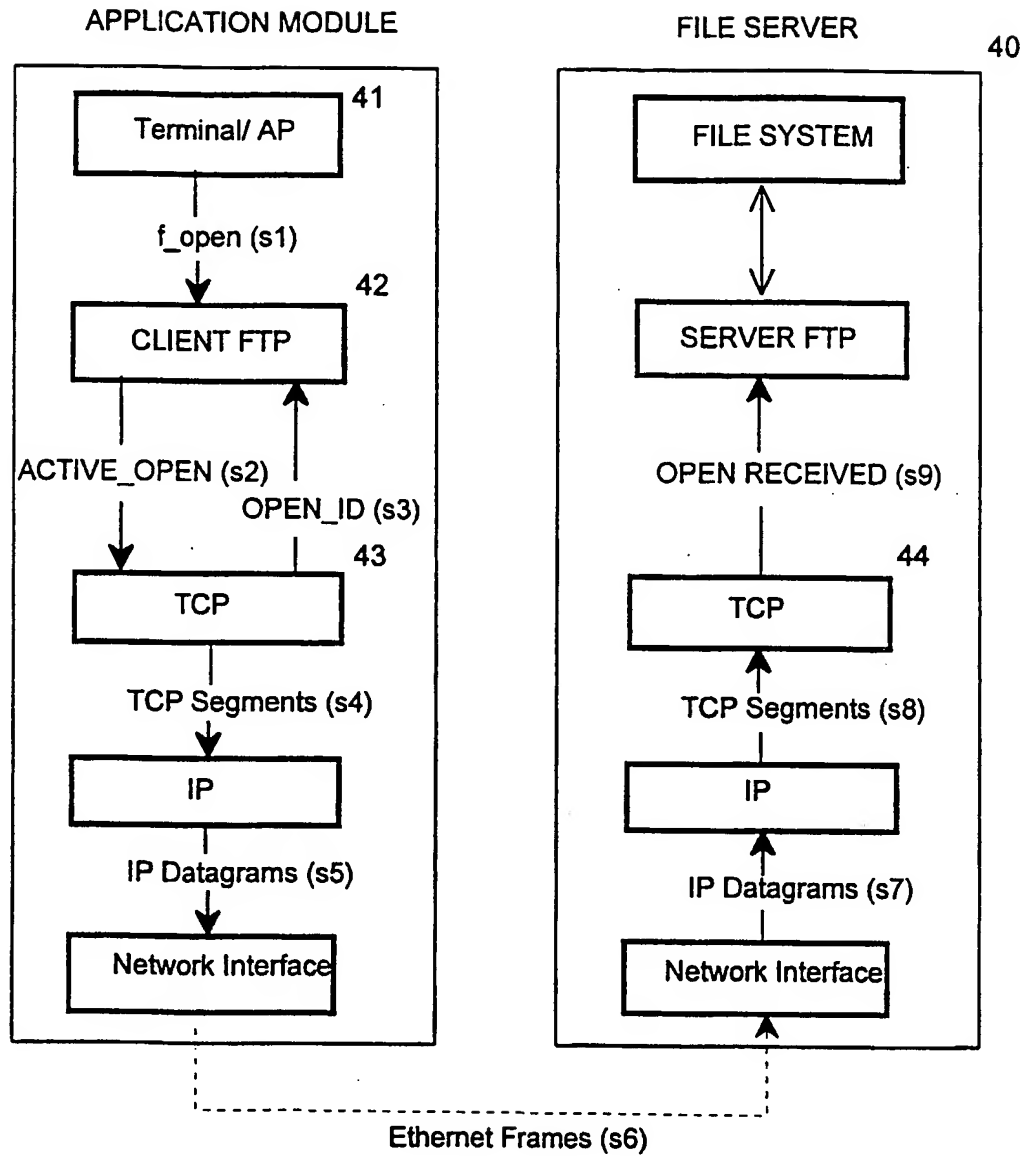 APPLICATION MODULE
41
Terminal/ AP
f_open (s1)
42
CLIENT FTP
ACTIVE_OPEN (s2)
OPEN_ID (s3)
43
TCP
TCP Segments (s4)
IP
IP Datagrams (s5)
Network Interface
FILE SERVER
40
FILE SYSTEM
SERVER FTP
OPEN RECEIVED (s9)
44
TCP
TCP Segments (s8)
IP
IP Datagrams (s7)
Network Interface
Ethernet Frames (s6)